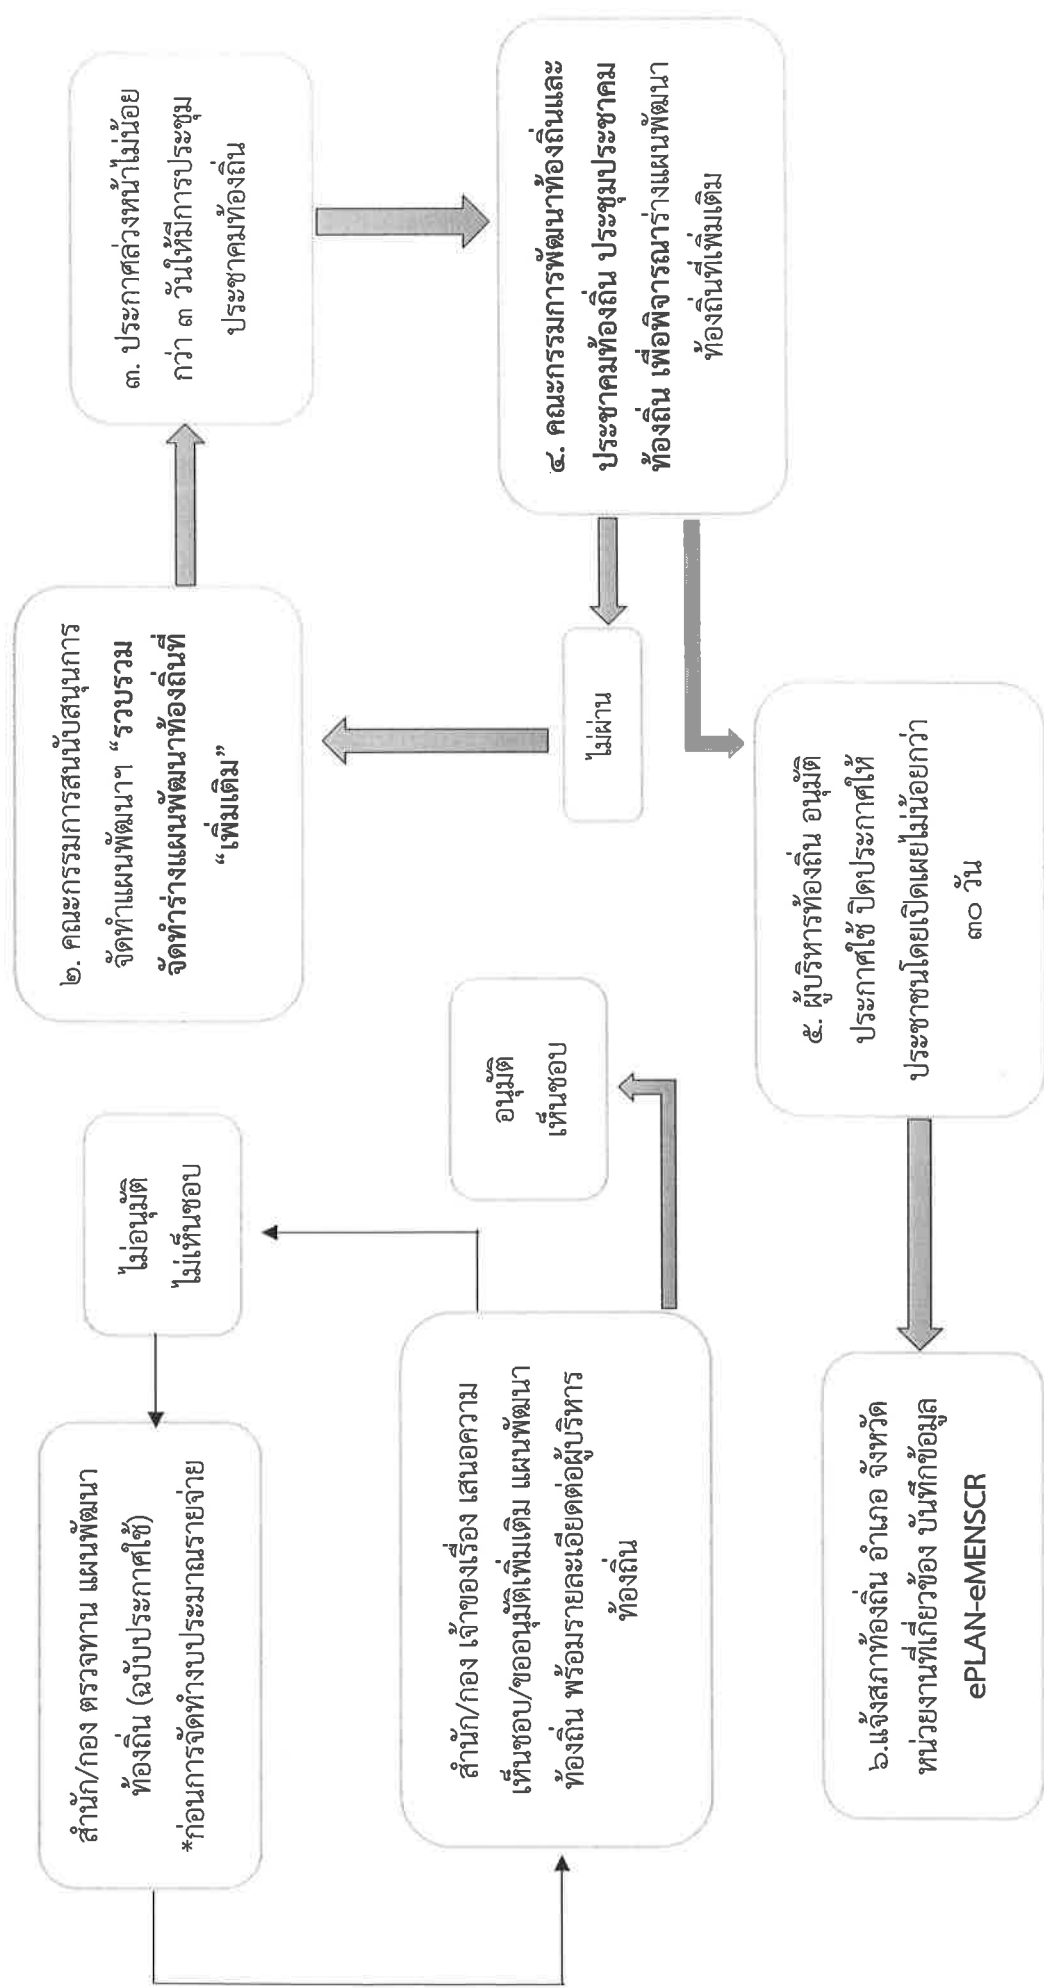 สำนัก/กอง ตรวจทาน แผนพัฒนา
ท้องถิ่น (ฉบับประกาศใช้)
*ก่อนการจัดทำงบประมาณรายจ่าย
ไม่อนุมัติ
ไม่เห็นชอบ
สำนัก/กอง เจ้าของเรื่อง เสนอความ
เห็นชอบ/ขออนุมัติเพิ่มเติม แผนพัฒนา
ท้องถิ่น พร้อมรายละเอียดต่อผู้บริหาร
ท้องถิ่น
อนุมัติ
เห็นชอบ
๒. คณะกรรมการสนับสนุนการ
จัดทำแผนพัฒนาฯ “รวบรวม
จัดทำร่างแผนพัฒนาท้องถิ่นที่
“เพิ่มเติม”
๓. ประกาศล่วงหน้าไม่น้อย
กว่า ๓ วันให้มีการประชุม
ประชาคมท้องถิ่น
๔. คณะกรรมการพัฒนาท้องถิ่นและ
ประชาคมท้องถิ่น ประชุมประชาคม
ท้องถิ่น เพื่อพิจารณาร่างแผนพัฒนา
ท้องถิ่นที่เพิ่มเติม
ไม่ผ่าน
๕. ผู้บริหารท้องถิ่น อนุมัติ
ประกาศใช้ ปิดประกาศให้
ประชาชนโดยเปิดเผยไม่น้อยกว่า
๓๐ วัน
๖.แจ้งสภาท้องถิ่น อำเภอ จังหวัด
หน่วยงานที่เกี่ยวข้อง บันทึกข้อมูล
ePLAN-eMENSCR